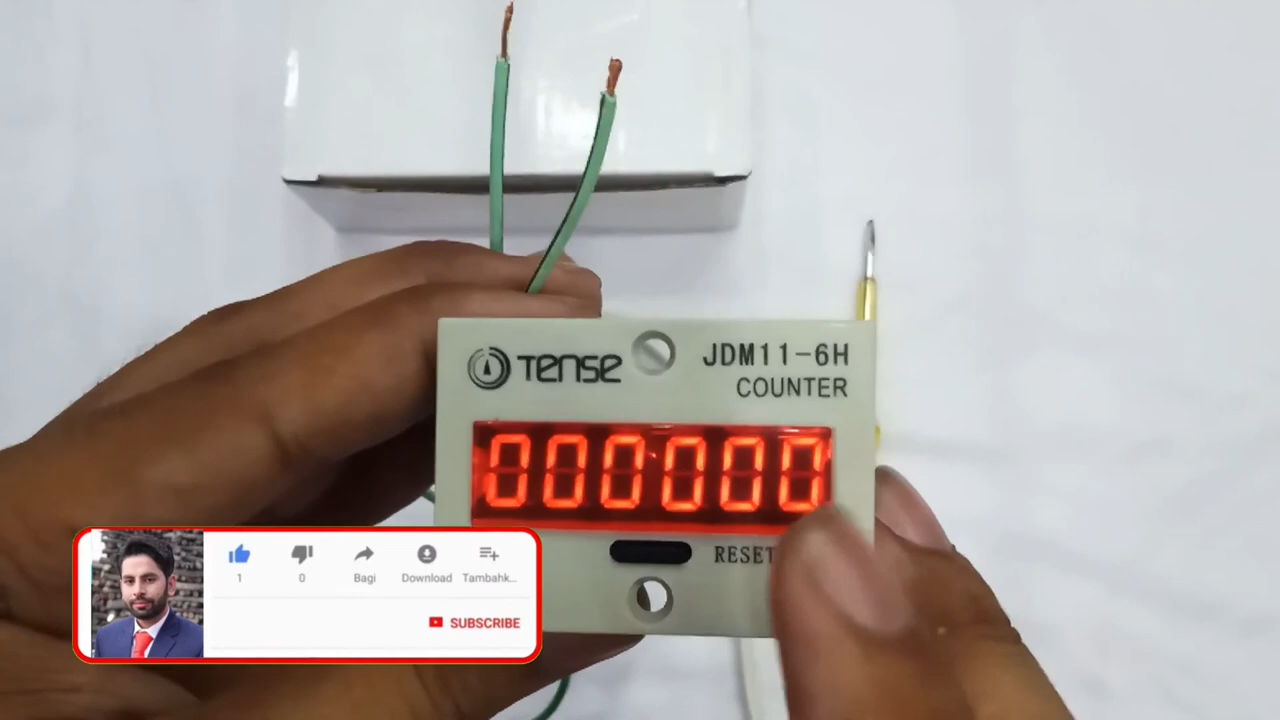 TENSE
JDM11-6H
COUNTER
000000
RESET
1
0
Bagi
Download
Tambahk...
SUBSCRIBE